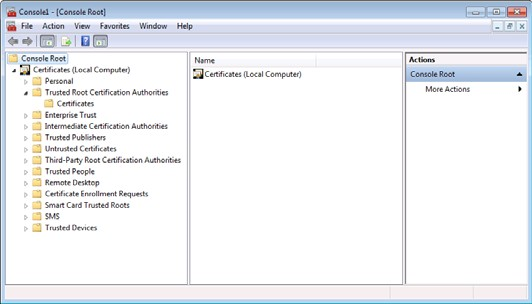 Console1 - [Console Root]
File Action View Favorites Window Help
Console Root
Certificates (Local Computer)
Personal
Trusted Root Certification Authorities
Certificates
Enterprise Trust
Intermediate Certification Authorities
Trusted Publishers
Untrusted Certificates
Third-Party Root Certification Authorities
Trusted People
Remote Desktop
Certificate Enrollment Requests
Smart Card Trusted Roots
SMS
Trusted Devices
Name
Certificates (Local Computer)
Actions
Console Root
More Actions